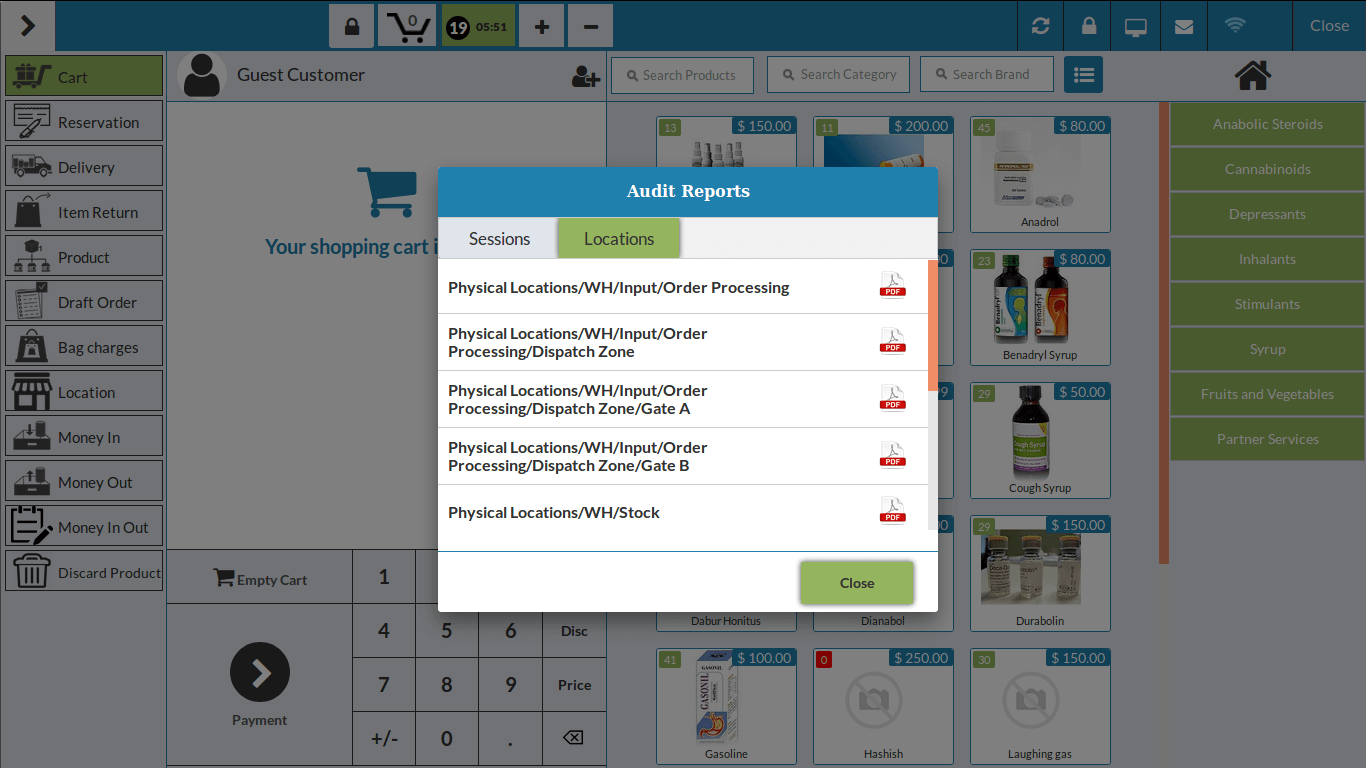 0
19 05:51
Close
Cart
Reservation
Delivery
Item Return
Product
Draft Order
Bag charges
Location
Money In
Money Out
Money In Out
Discard Product
Guest Customer
Your shopping cart i
Search Products
Search Category
Search Brand
13 $ 150.00
11 $ 200.00
45 $ 80.00
Anadrol
23 $ 80.00
Benadryl
Benadryl
Benadryl Syrup
29 $ 50.00
Cough Syrup
Cough Syrup
29 $ 150.00
Dabur Honitus
Dianabol
Durabolin
41 $ 100.00
GASONIL
GASONIL
Gasoline
0 $ 250.00
Hashish
30 $ 150.00
Laughing gas
Anabolic Steroids
Cannabinoids
Depressants
Inhalants
Stimulants
Syrup
Fruits and Vegetables
Partner Services
Audit Reports
Sessions
Locations
Physical Locations/WH/Input/Order Processing
PDF
Physical Locations/WH/Input/Order
Processing/Dispatch Zone
PDF
Physical Locations/WH/Input/Order
Processing/Dispatch Zone/Gate A
PDF
Physical Locations/WH/Input/Order
Processing/Dispatch Zone/Gate B
PDF
Physical Locations/WH/Stock
PDF
Close
Empty Cart
1
4 5 6 Disc
7 8 9 Price
+/- 0 .
Payment